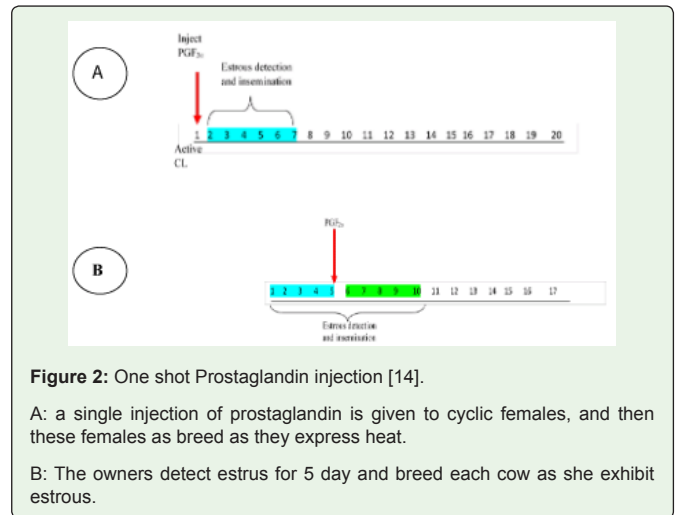 Inject
PGF2α
A
Estrous detection
and insemination
1 2 3 4 5 6 7 8 9 10 11 12 13 14 15 16 17 18 19 20
Active
CL
PGF2α
B
1 2 3 4 5 6 7 8 9 10 11 12 13 14 15 16 17
Estrous detection
and insemination
Figure 2: One shot Prostaglandin injection [14].
A: a single injection of prostaglandin is given to cyclic females, and then
these females as breed as they express heat.
B: The owners detect estrus for 5 day and breed each cow as she exhibit
estrous.